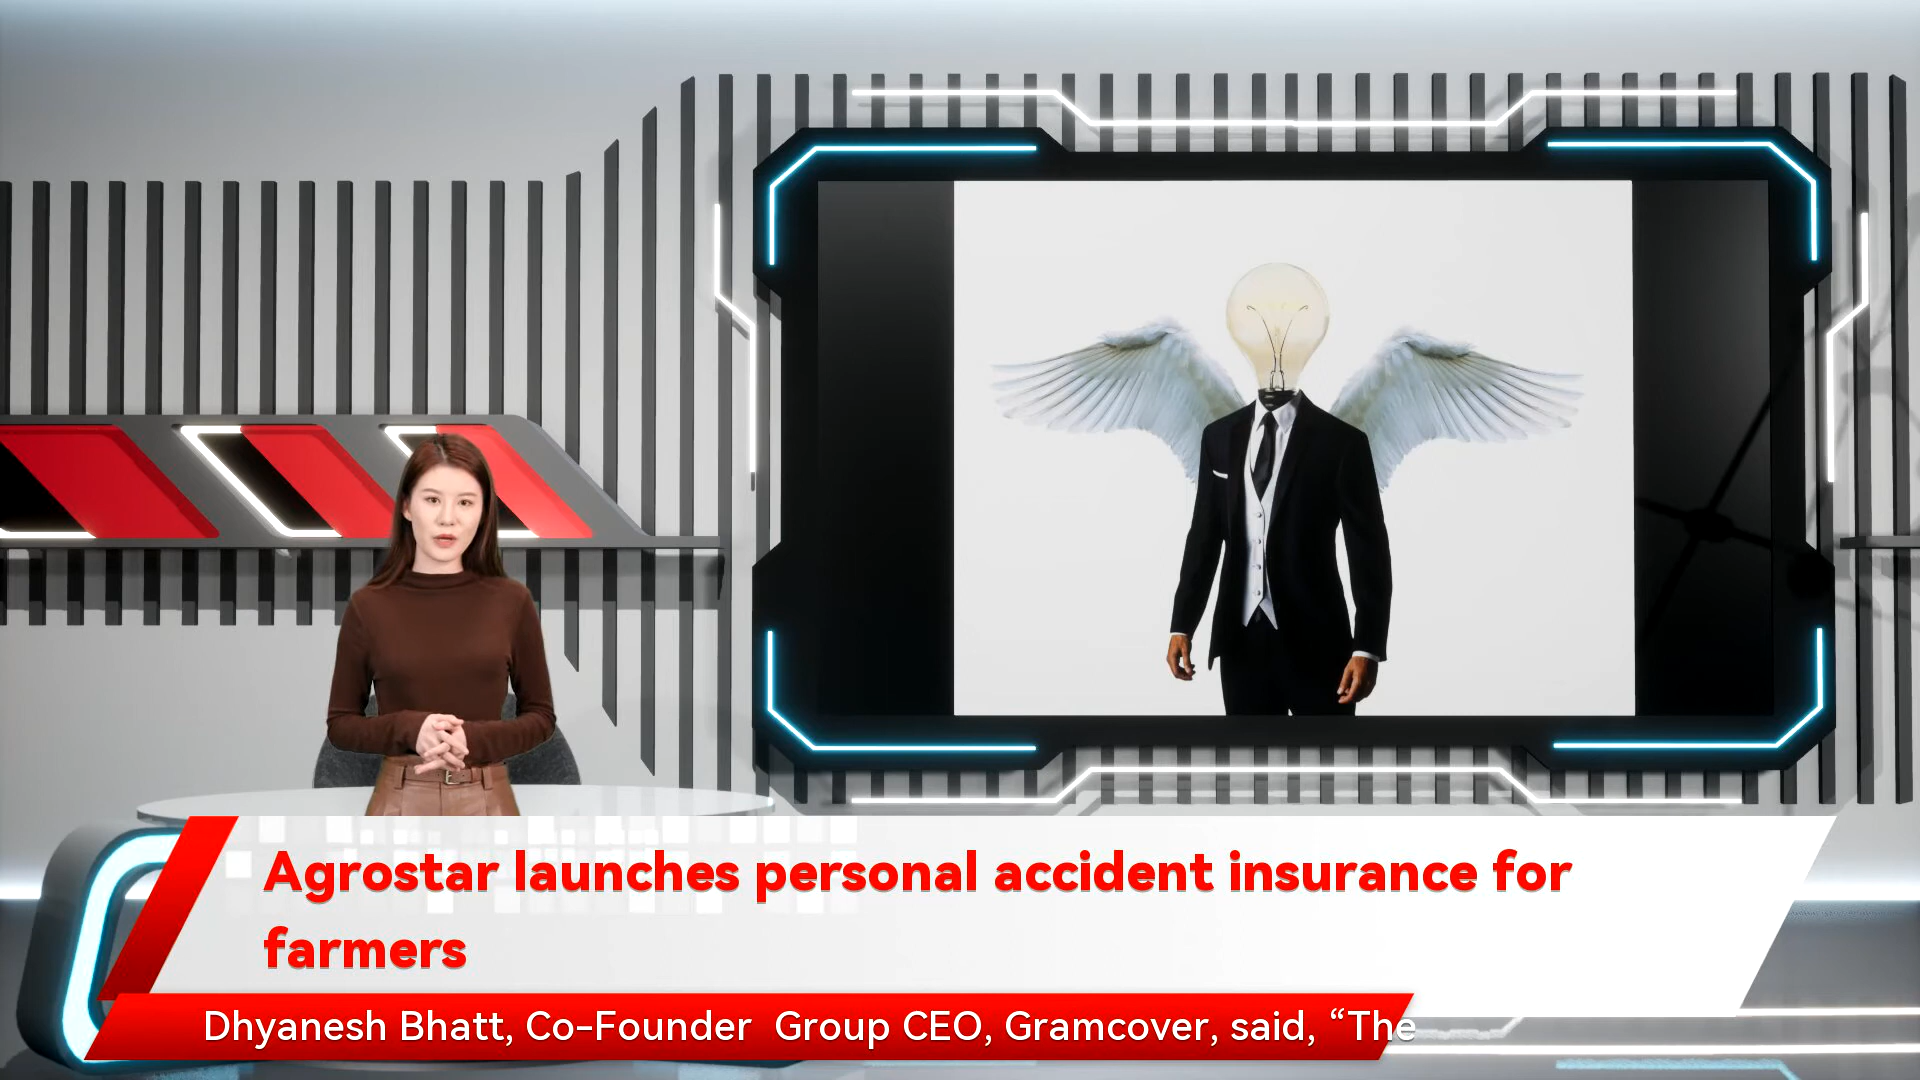 Agrostar launches personal accident insurance for
farmers
Dhyanesh Bhatt, Co-Founder  Group CEO, Gramcover, said, “The